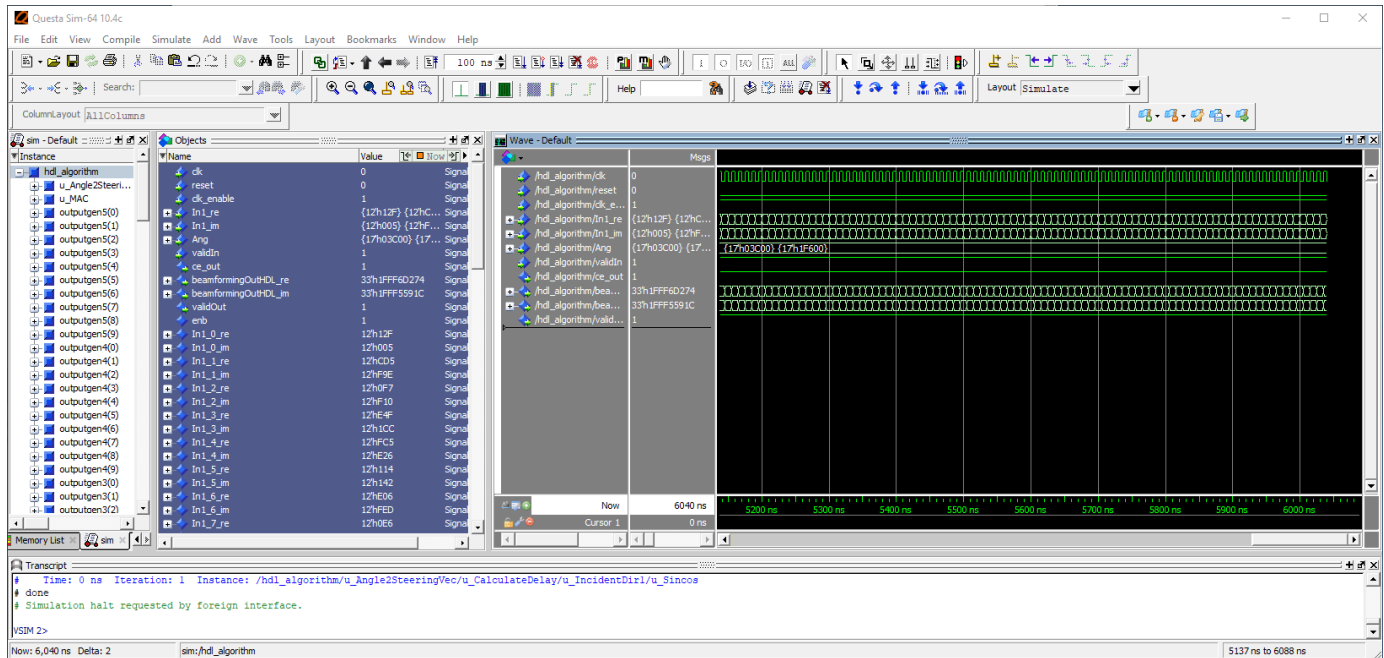 Questa Sim-64 10.4c
File Edit View Compile Simulate Add Wave Tools Layout Bookmarks Window Help
100 ns
I O I/O ALL
Search:
Help
Layout Simulate
ColumnLayout AllColumns
sim - Default
Instance
hdl_algorithm
u_Angle2Steeri...
u_MAC
outputgen5(0)
outputgen5(1)
outputgen5(2)
outputgen5(3)
outputgen5(4)
outputgen5(5)
outputgen5(6)
outputgen5(7)
outputgen5(8)
outputgen5(9)
outputgen4(0)
outputgen4(1)
outputgen4(2)
outputgen4(3)
outputgen4(4)
outputgen4(5)
outputgen4(6)
outputgen4(7)
outputgen4(8)
outputgen4(9)
outputgen3(0)
outputgen3(1)
outputgen3(2)
Memory List
sim
Objects
Name Value Now
clk 0 Signal
reset 0 Signal
clk_enable 1 Signal
In1_re {12'h12F} {12'hC... Signal
In1_im {12'h005} {12'hF... Signal
Ang {17'h03C00} {17'... Signal
validIn 1 Signal
ce_out 1 Signal
beamformingOutHDL_re 33'h1FFF6D274 Signal
beamformingOutHDL_im 33'h1FFF5591C Signal
validOut 1 Signal
enb 1 Signal
In1_0_re 12'h12F Signal
In1_0_im 12'h005 Signal
In1_1_re 12'hCD5 Signal
In1_1_im 12'hF9E Signal
In1_2_re 12'h0F7 Signal
In1_2_im 12'hF10 Signal
In1_3_re 12'hE4F Signal
In1_3_im 12'h1CC Signal
In1_4_re 12'hFC5 Signal
In1_4_im 12'hE26 Signal
In1_5_re 12'h114 Signal
In1_5_im 12'h142 Signal
In1_6_re 12'hE06 Signal
In1_6_im 12'hFED Signal
In1_7_re 12'h0E6 Signal
Wave - Default
Msgs
/hdl_algorithm/clk 0
/hdl_algorithm/reset 0
/hdl_algorithm/clk_e... 1
/hdl_algorithm/In1_re {12'h12F} {12'hC...
/hdl_algorithm/In1_im {12'h005} {12'hF...
/hdl_algorithm/Ang {17'h03C00} {17'... {17'h03C00} {17'h1F600}
/hdl_algorithm/validIn 1
/hdl_algorithm/ce_out 1
/hdl_algorithm/bea... 33'h1FFF6D274
/hdl_algorithm/bea... 33'h1FFF5591C
/hdl_algorithm/valid... 1
Now 6040 ns
Cursor 1 0 ns
5200 ns 5300 ns 5400 ns 5500 ns 5600 ns 5700 ns 5800 ns 5900 ns 6000 ns
Transcript
# Time: 0 ns Iteration: 1 Instance: /hdl_algorithm/u_Angle2SteeringVec/u_CalculateDelay/u_IncidentDir1/u_Sincos
# done
# Simulation halt requested by foreign interface.
VSIM 2>
Now: 6,040 ns Delta: 2 sim:/hdl_algorithm 5137 ns to 6088 ns